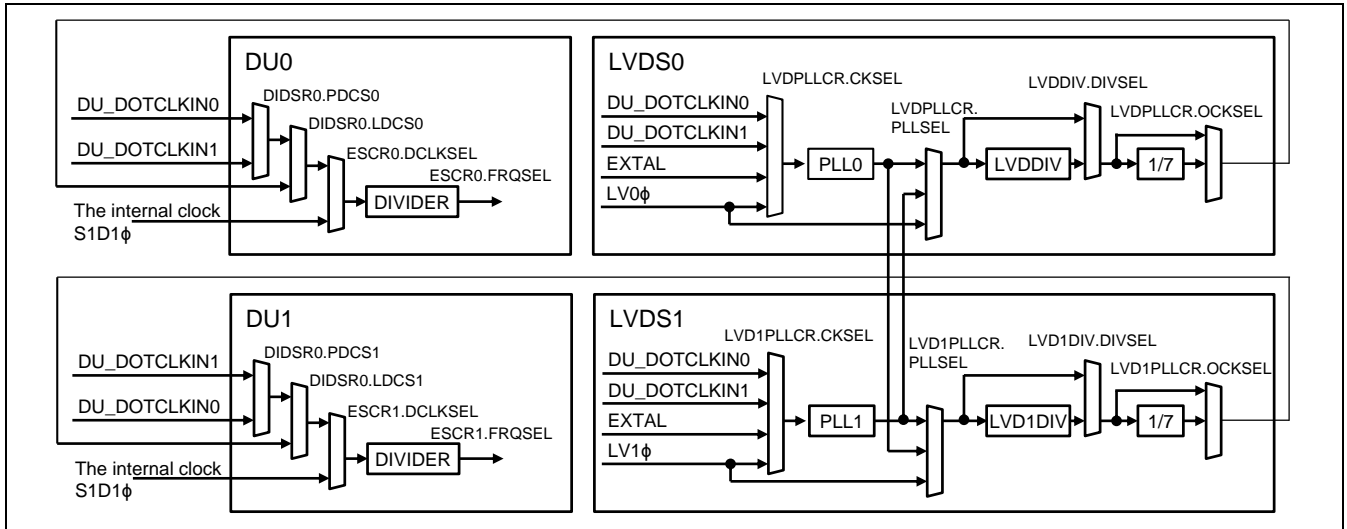 DU0
DIDSR0.PDCS0
DU_DOTCLKIN0
DIDSR0.LDCS0
DU_DOTCLKIN1
ESCR0.DCLKSEL
ESCR0.FRQSEL
DIVIDER
The internal clock
S1D1ϕ
LVDS0
LVDPLLCR.CKSEL
LVDDIV.DIVSEL
DU_DOTCLKIN0
LVDPLLCR.
PLLSEL
LVDPLLCR.OCKSEL
DU_DOTCLKIN1
EXTAL
PLL0
LVDDIV
1/7
LV0ϕ
DU1
DIDSR0.PDCS1
DU_DOTCLKIN1
DIDSR0.LDCS1
DU_DOTCLKIN0
ESCR1.DCLKSEL
ESCR1.FRQSEL
DIVIDER
The internal clock
S1D1ϕ
LVDS1
LVD1PLLCR.CKSEL
LVD1PLLCR.
PLLSEL
LVD1DIV.DIVSEL
DU_DOTCLKIN0
LVD1PLLCR.OCKSEL
DU_DOTCLKIN1
EXTAL
PLL1
LVD1DIV
1/7
LV1ϕ